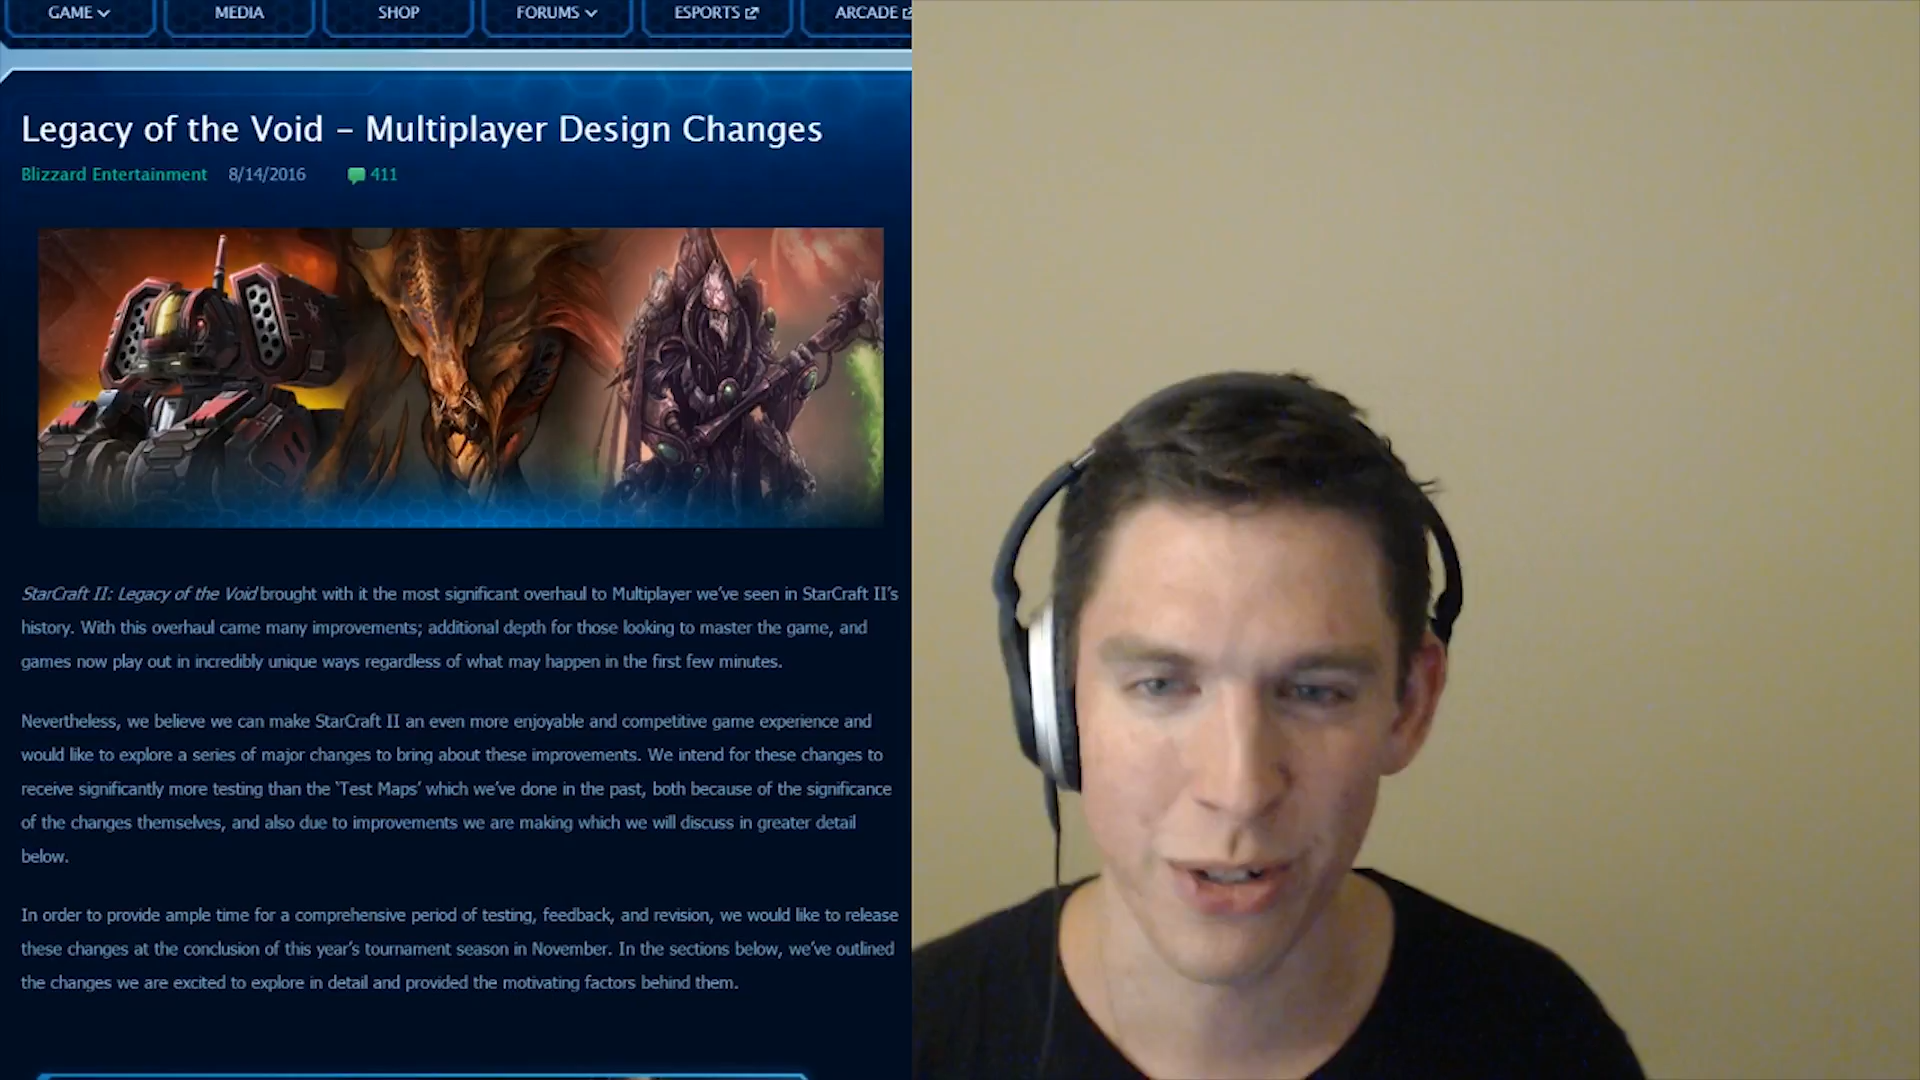 GAME MEDIA SHOP FORUMS ESPORTS ARCADE
Legacy of the Void – Multiplayer Design Changes
Blizzard Entertainment 8/14/2016 411
StarCraft II: Legacy of the Void brought with it the most significant overhaul to Multiplayer we've seen in StarCraft II's
history. With this overhaul came many improvements; additional depth for those looking to master the game, and
games now play out in incredibly unique ways regardless of what may happen in the first few minutes.
Nevertheless, we believe we can make StarCraft II an even more enjoyable and competitive game experience and
would like to explore a series of major changes to bring about these improvements. We intend for these changes to
receive significantly more testing than the 'Test Maps' which we've done in the past, both because of the significance
of the changes themselves, and also due to improvements we are making which we will discuss in greater detail
below.
In order to provide ample time for a comprehensive period of testing, feedback, and revision, we would like to release
these changes at the conclusion of this year's tournament season in November. In the sections below, we've outlined
the changes we are excited to explore in detail and provided the motivating factors behind them.